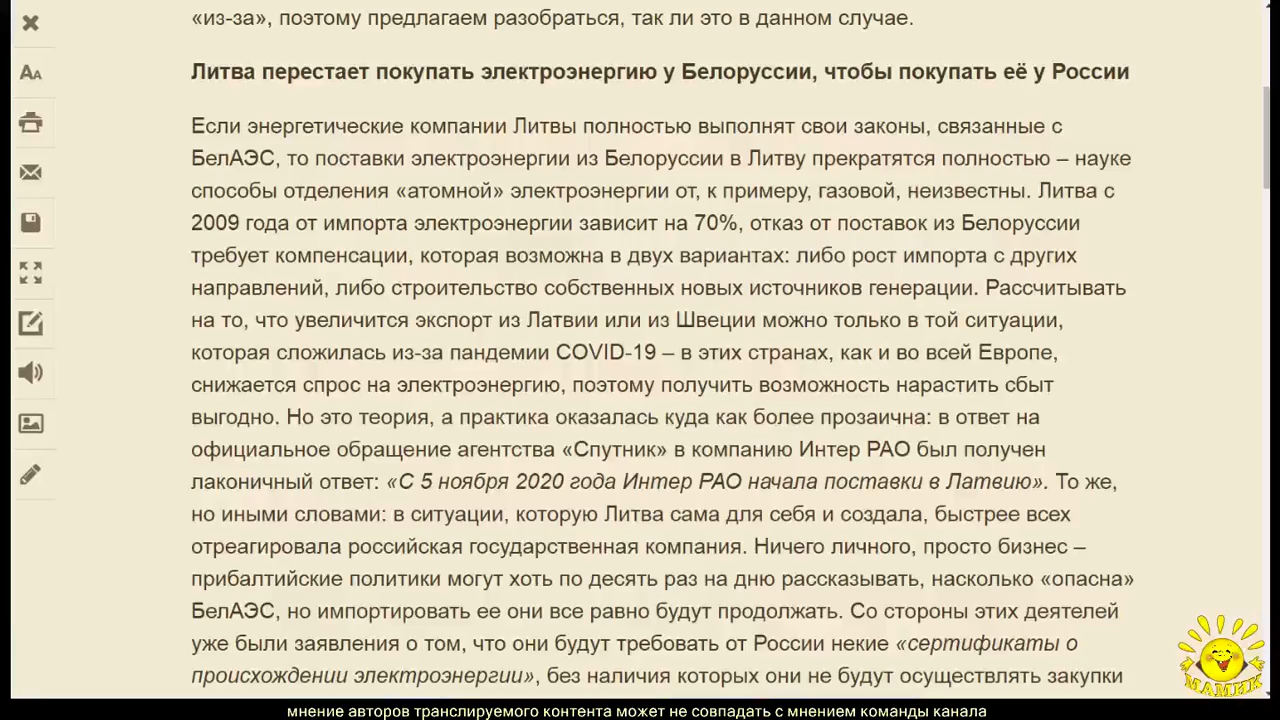 «из-за», поэтому предлагаем разобраться, так ли это в данном случае.
Литва перестает покупать электроэнергию у Белоруссии, чтобы покупать её у России
Если энергетические компании Литвы полностью выполнят свои законы, связанные с
БелАЭС, то поставки электроэнергии из Белоруссии в Литву прекратятся полностью – науке
способы отделения «атомной» электроэнергии от, к примеру, газовой, неизвестны. Литва с
2009 года от импорта электроэнергии зависит на 70%, отказ от поставок из Белоруссии
требует компенсации, которая возможна в двух вариантах: либо рост импорта с других
направлений, либо строительство собственных новых источников генерации. Рассчитывать
на то, что увеличится экспорт из Латвии или из Швеции можно только в той ситуации,
которая сложилась из-за пандемии COVID-19 – в этих странах, как и во всей Европе,
снижается спрос на электроэнергию, поэтому получить возможность нарастить сбыт
выгодно. Но это теория, а практика оказалась куда как более прозаична: в ответ на
официальное обращение агентства «Спутник» в компанию Интер РАО был получен
лаконичный ответ: «С 5 ноября 2020 года Интер РАО начала поставки в Латвию». То же,
но иными словами: в ситуации, которую Литва сама для себя и создала, быстрее всех
отреагировала российская государственная компания. Ничего личного, просто бизнес –
прибалтийские политики могут хоть по десять раз на дню рассказывать, насколько «опасна»
БелАЭС, но импортировать ее они все равно будут продолжать. Со стороны этих деятелей
уже были заявления о том, что они будут требовать от России некие «сертификаты о
происхождении электроэнергии», без наличия которых они не будут осуществлять закупки
МАМИК
мнение авторов транслируемого контента может не совпадать с мнением команды канала